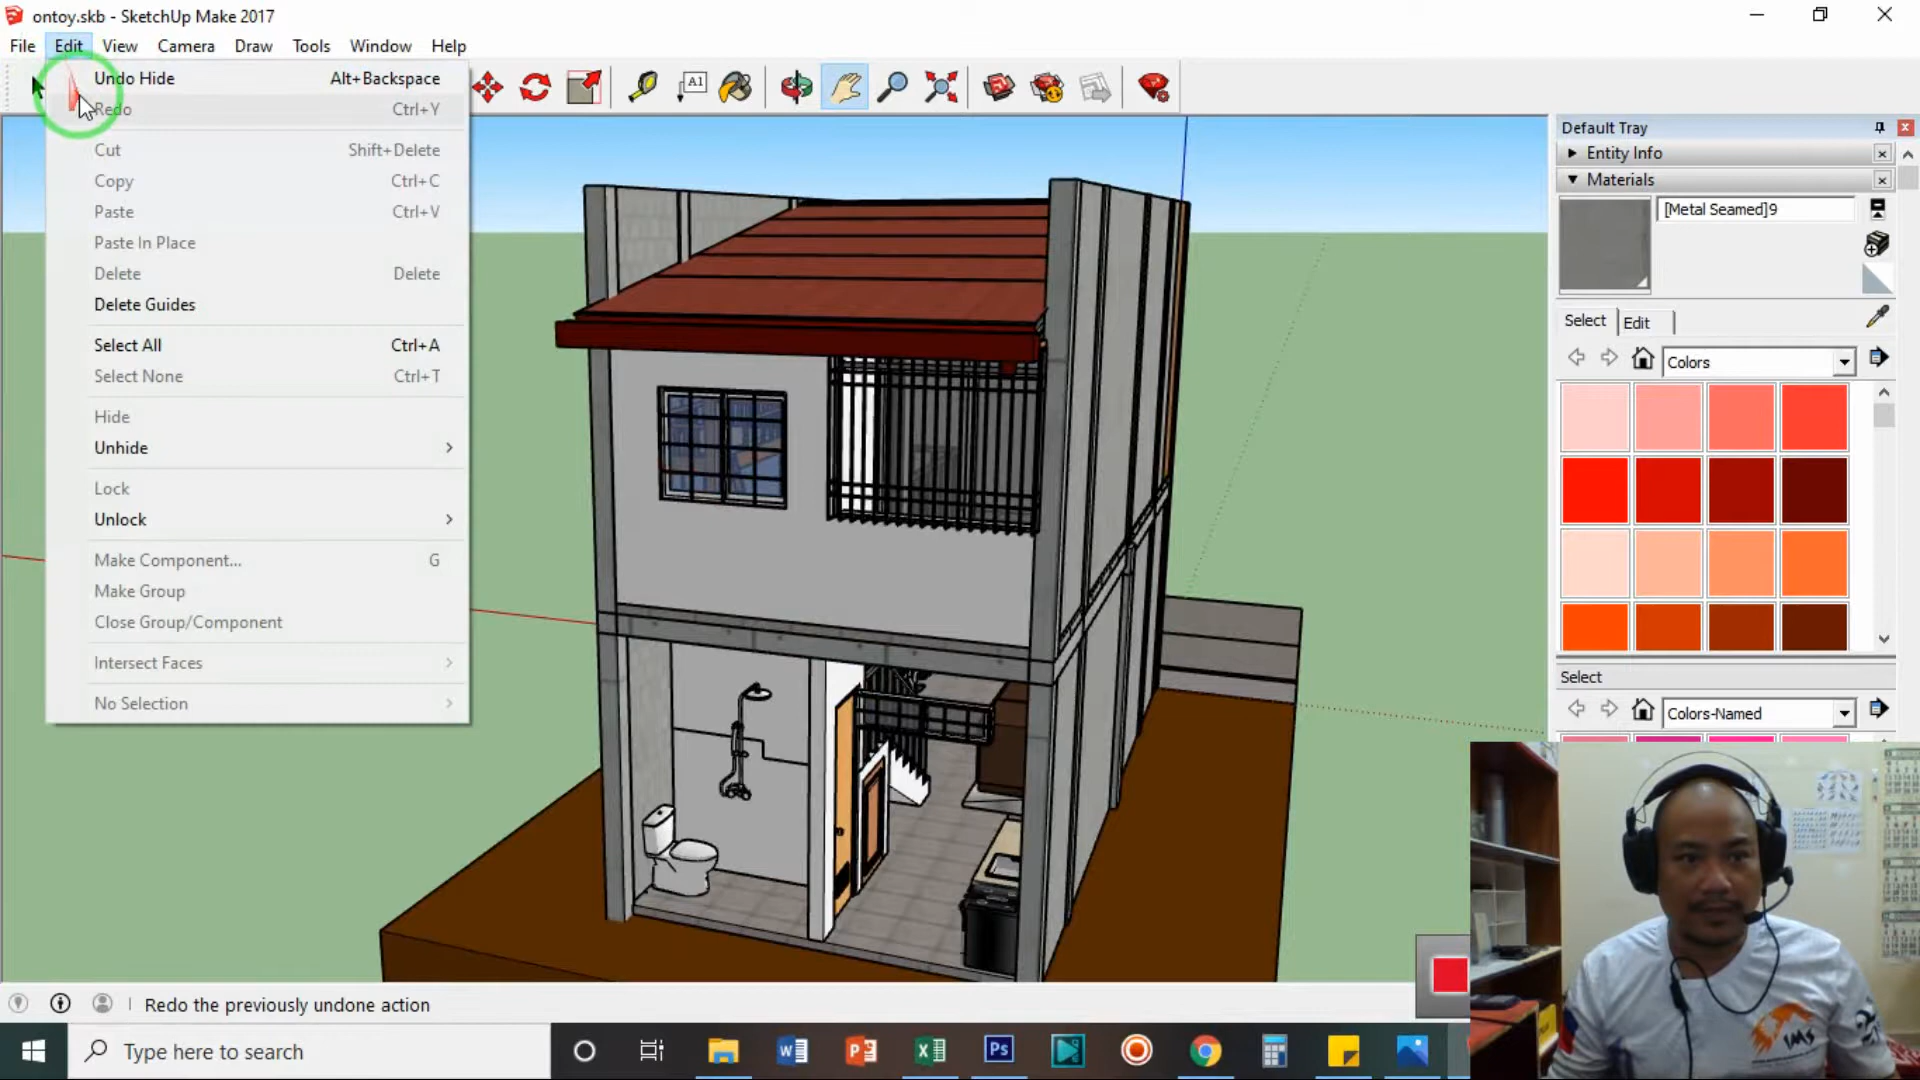 ontoy.skb - SketchUp Make 2017
File Edit View Camera Draw Tools Window Help
A1
Undo Hide Alt+Backspace
Redo Ctrl+Y
Cut Shift+Delete
Copy Ctrl+C
Paste Ctrl+V
Paste In Place
Delete Delete
Delete Guides
Select All Ctrl+A
Select None Ctrl+T
Hide
Unhide
Lock
Unlock
Make Component... G
Make Group
Close Group/Component
Intersect Faces
No Selection
Default Tray
Entity Info
Materials
[Metal Seamed]9
Select Edit
Colors
Select
Colors-Named
Redo the previously undone action
Type here to search
Ps
IMS